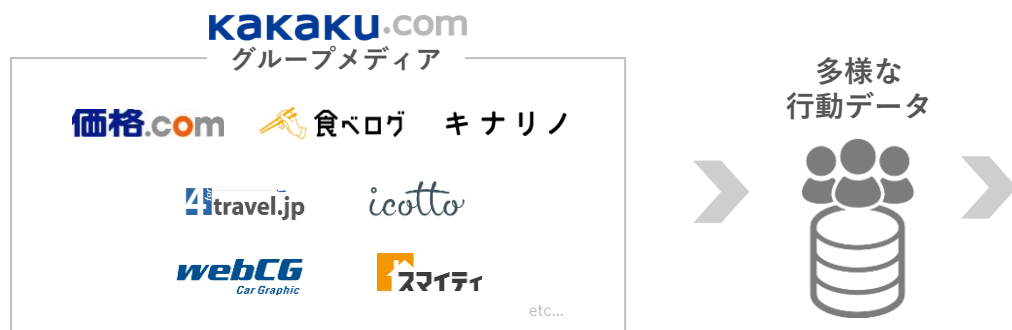 kakaku.com
グループメディア
価格.com
食べログ
キナリノ
4travel.jp
icotto
webCG
Car Graphic
スマイティ
etc...
多様な
行動データ